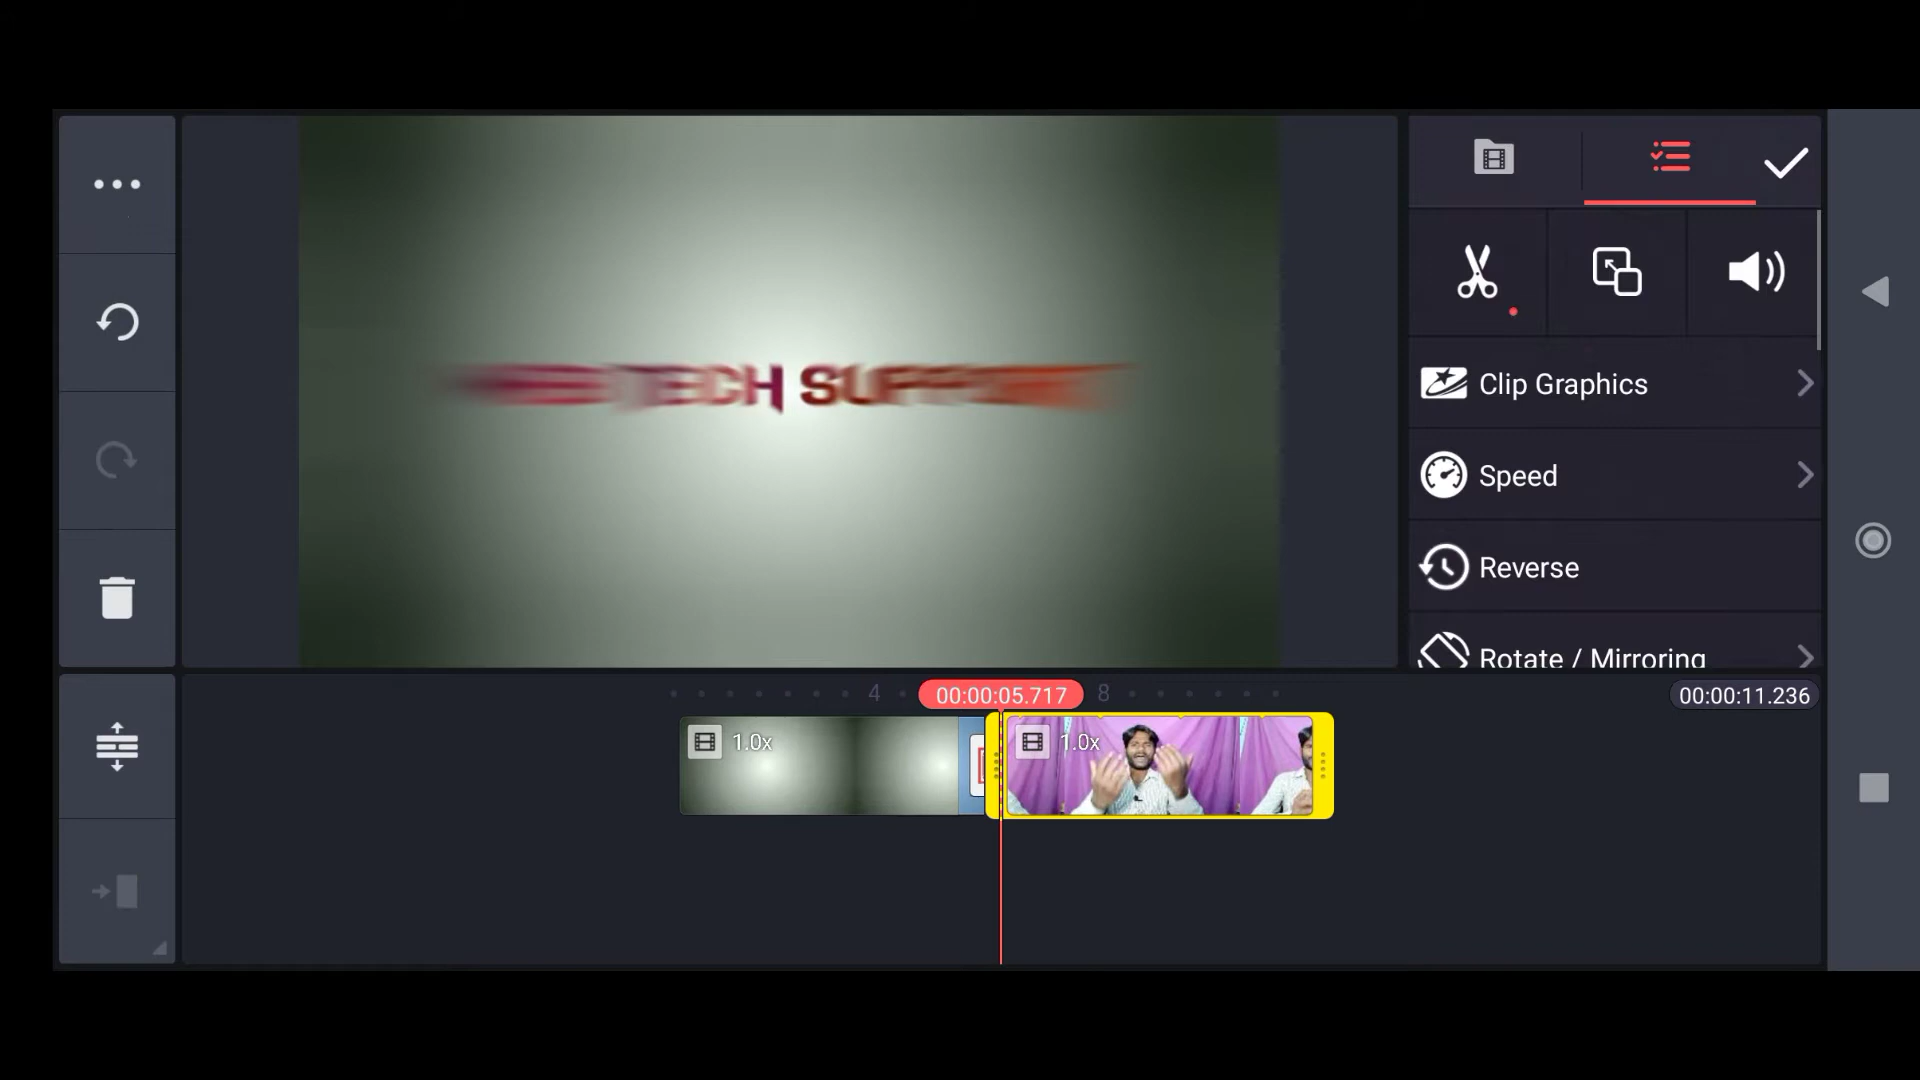 TECH
Clip Graphics
Speed
Reverse
Rotate / Mirroring
4
00:00:05.717
8
00:00:11.236
1.0x
1.0x